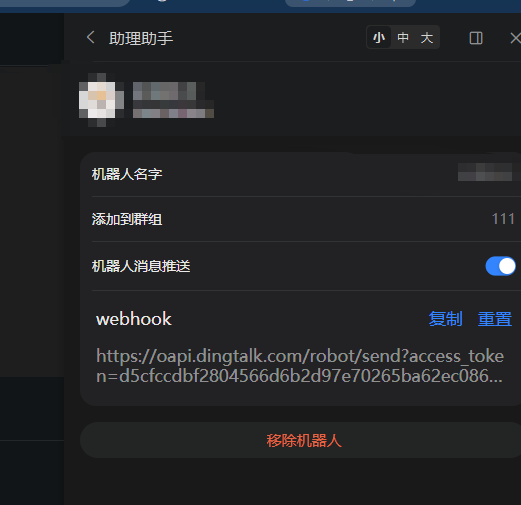 助理助手
小 中 大
机器人名字
添加到群组 111
机器人消息推送
webhook 复制 重置
https://oapi.dingtalk.com/robot/send?access_toke
n=d5cfccdbf2804566d6b2d97e70265ba62ec086...
移除机器人